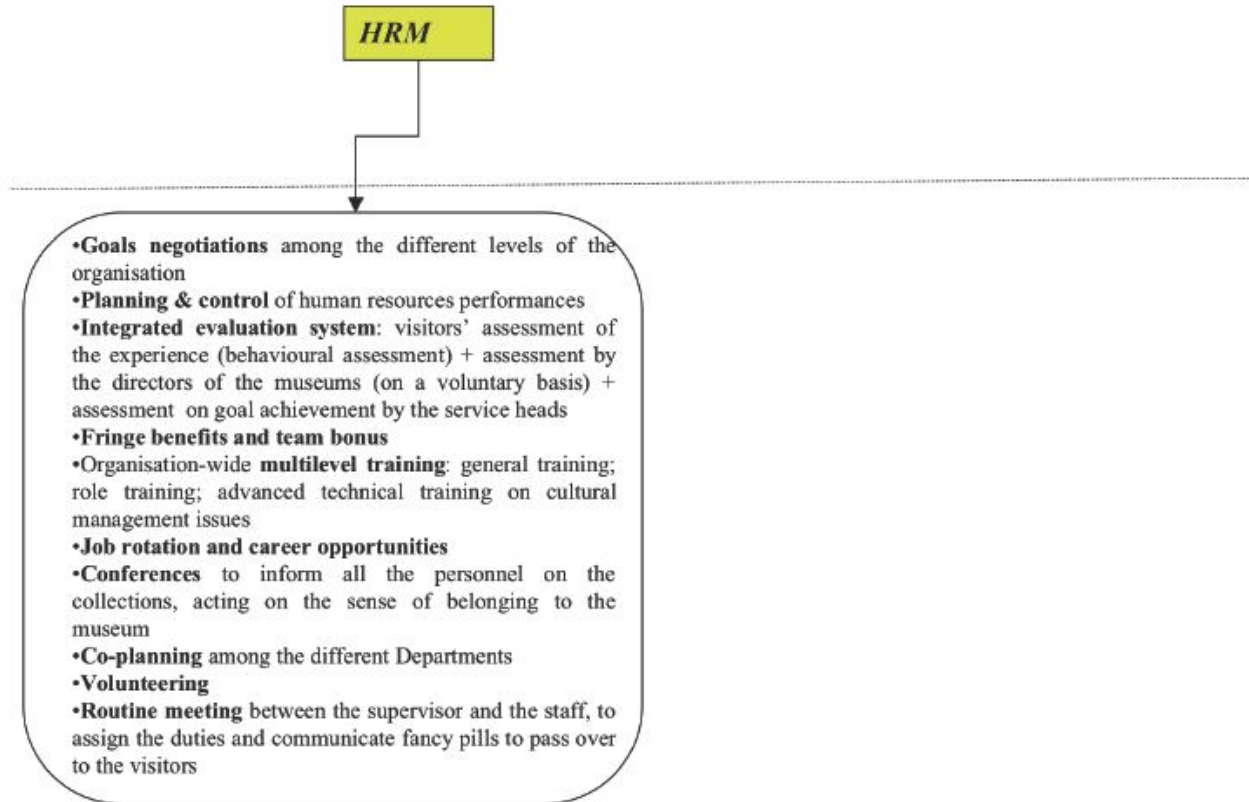 HRM
•Goals negotiations among the different levels of the
organisation
•Planning & control of human resources performances
•Integrated evaluation system: visitors’ assessment of
the experience (behavioural assessment) +  assessment by
the directors of the museums (on a voluntary basis) +
assessment  on goal achievement by the service heads
•Fringe benefits and team bonus
•Organisation-wide multilevel training: general training;
role training; advanced technical training on cultural
management issues
•Job rotation and career opportunities
•Conferences to inform all the personnel on the
collections, acting on the sense of belonging to the
museum
•Co-planning among the different Departments
•Volunteering
•Routine meeting between the supervisor and the staff, to
assign the duties and communicate fancy pills to pass over
to the visitors